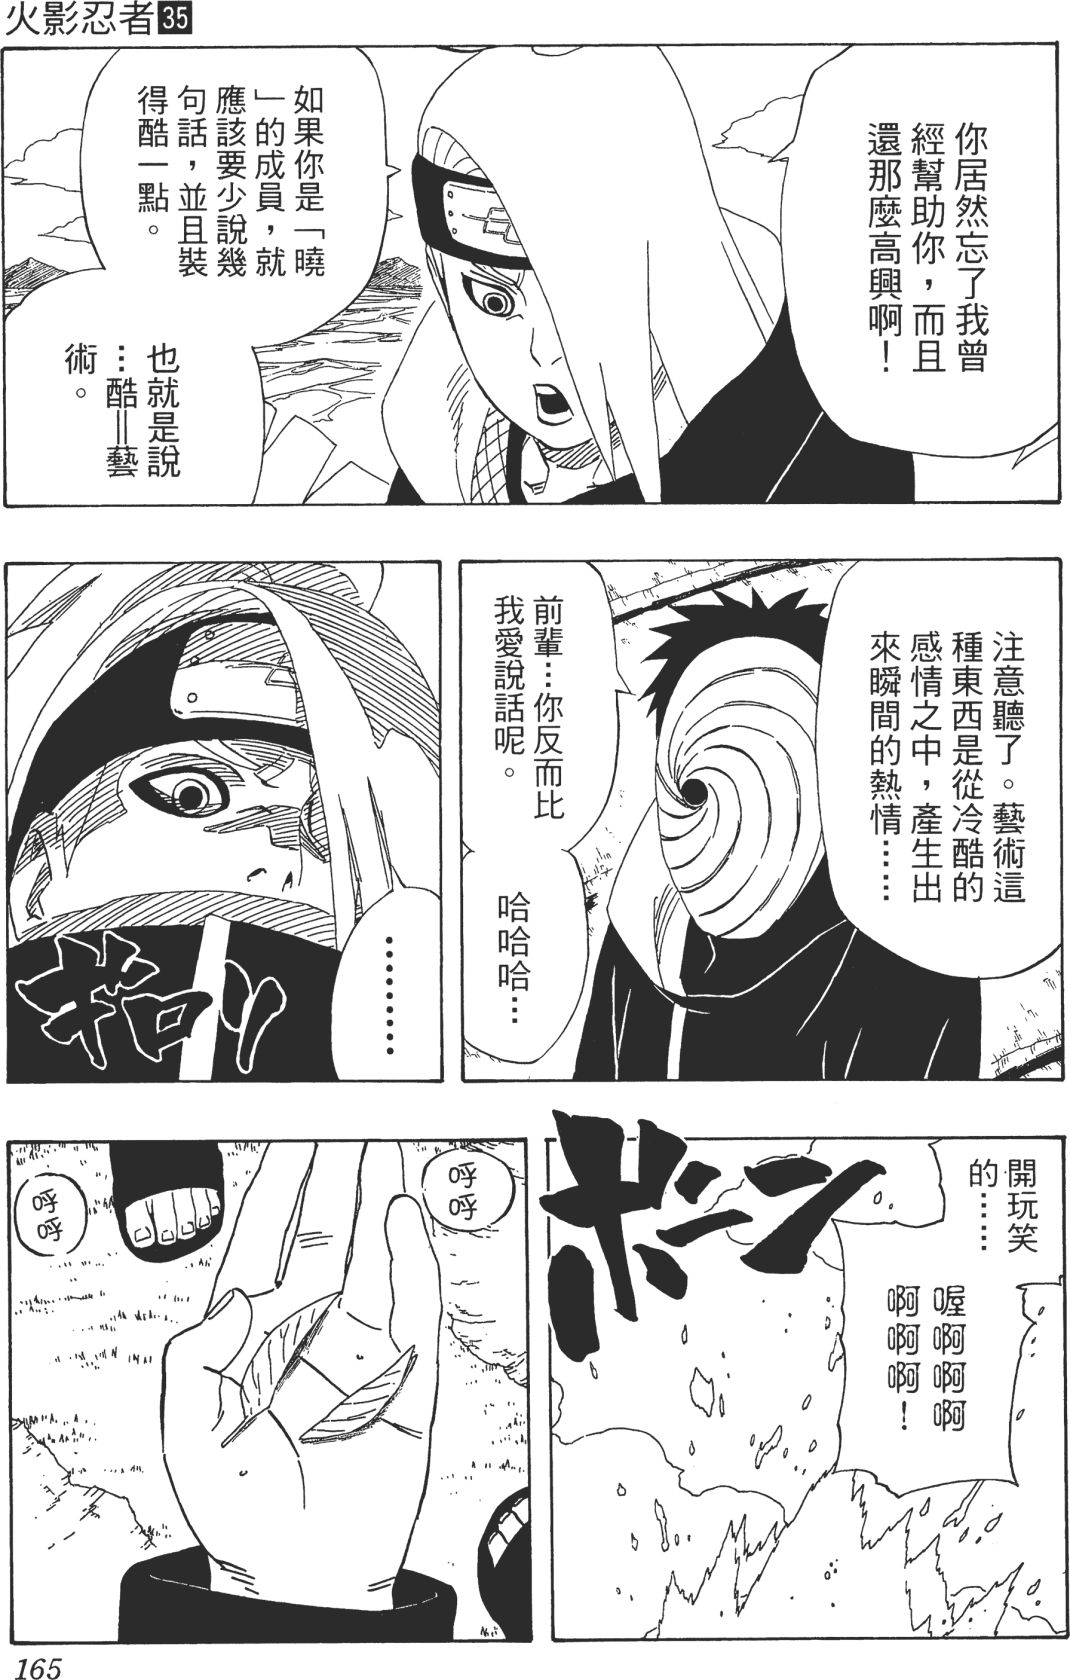 火影忍者35
你居然忘了我曾
經幫助你，而且
還那麼高興啊！
如果你是「曉
」的成員，就
應該要少說幾
句話，並且裝
得酷一點。
也就是說
…酷＝藝
術。
注意聽了。藝術這
種東西是從冷酷的
感情之中，產生出
來瞬間的熱情……
前輩…你反而比
我愛說話呢。
哈哈哈…
………
ギロリ
開玩笑
的……
喔啊啊啊
啊啊啊！
ボーン
呼呼
呼呼
165